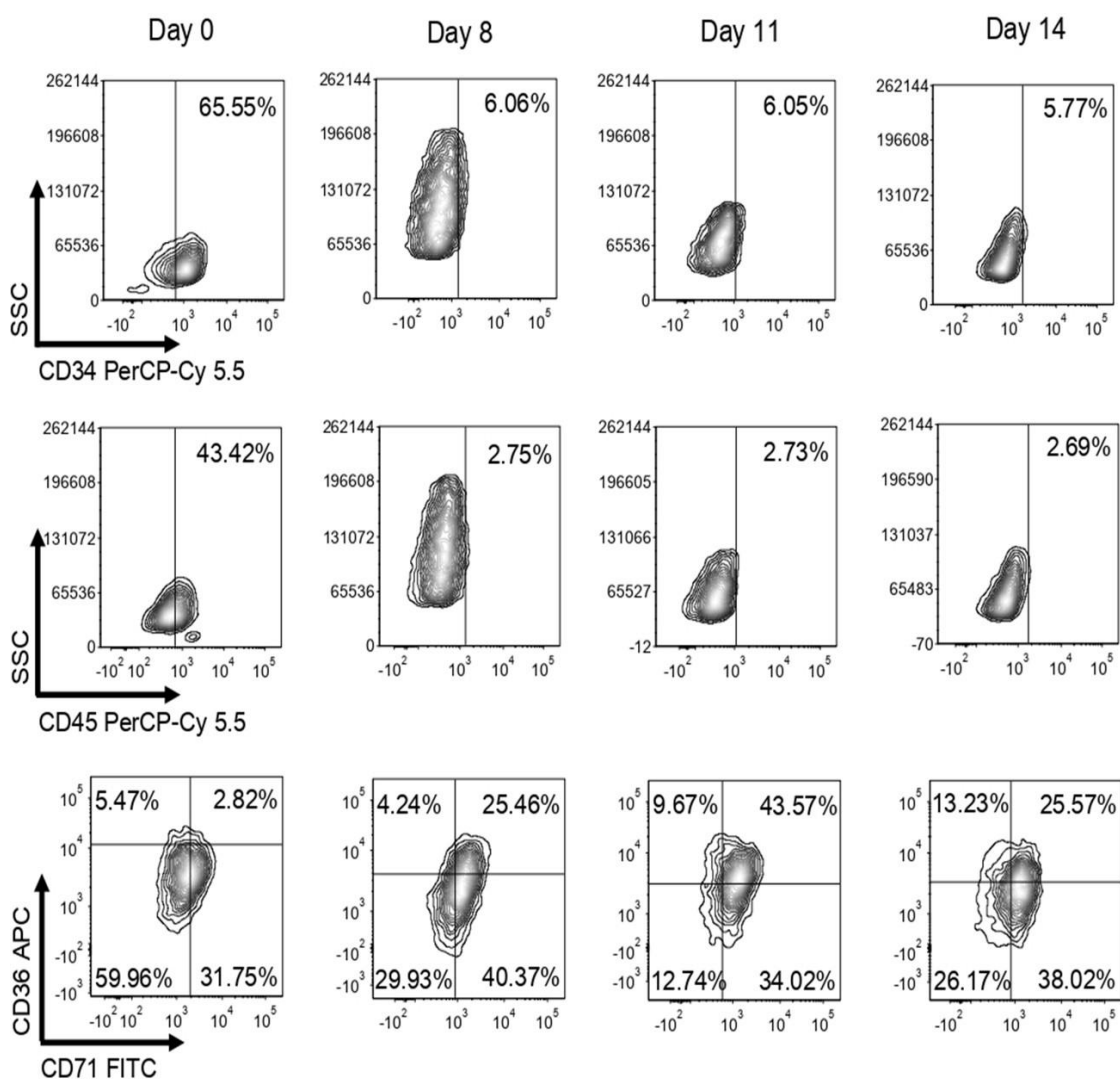 Day 0 Day 8 Day 11 Day 14
262144 262144 262144 262144
65.55% 6.06% 6.05% 5.77%
196608 196608 196608 196608
131072 131072 131072 131072
65536 65536 65536 65536
0 0 0 0
-10² 10³ 10⁴ 10⁵ -10² 10³ 10⁴ 10⁵ -10² 10³ 10⁴ 10⁵ -10² 10³ 10⁴ 10⁵
SSC
CD34 PerCP-Cy 5.5
262144 262144 262144 262144
43.42% 2.75% 2.73% 2.69%
196608 196608 196605 196590
131072 131072 131066 131037
65536 65536 65527 65483
0 0 -12 -70
-10² 10² 10³ 10⁴ 10⁵ -10² 10³ 10⁴ 10⁵ -10² 10³ 10⁴ 10⁵ -10² 10³ 10⁴ 10⁵
SSC
CD45 PerCP-Cy 5.5
10⁵ 5.47% 2.82% 10⁵ 4.24% 25.46% 10⁵ 9.67% 43.57% 10⁵ 13.23% 25.57%
10⁴ 10⁴ 10⁴ 10⁴
10³ 10³ 10³ 10³
-10² -10² -10² -10²
-10³ 59.96% 31.75% -10³ 29.93% 40.37% -10³ 12.74% 34.02% -10³ 26.17% 38.02%
-10² 10² 10³ 10⁴ 10⁵ -10² 10³ 10⁴ 10⁵ -10² 10³ 10⁴ 10⁵ -10² 10³ 10⁴ 10⁵
CD36 APC
CD71 FITC